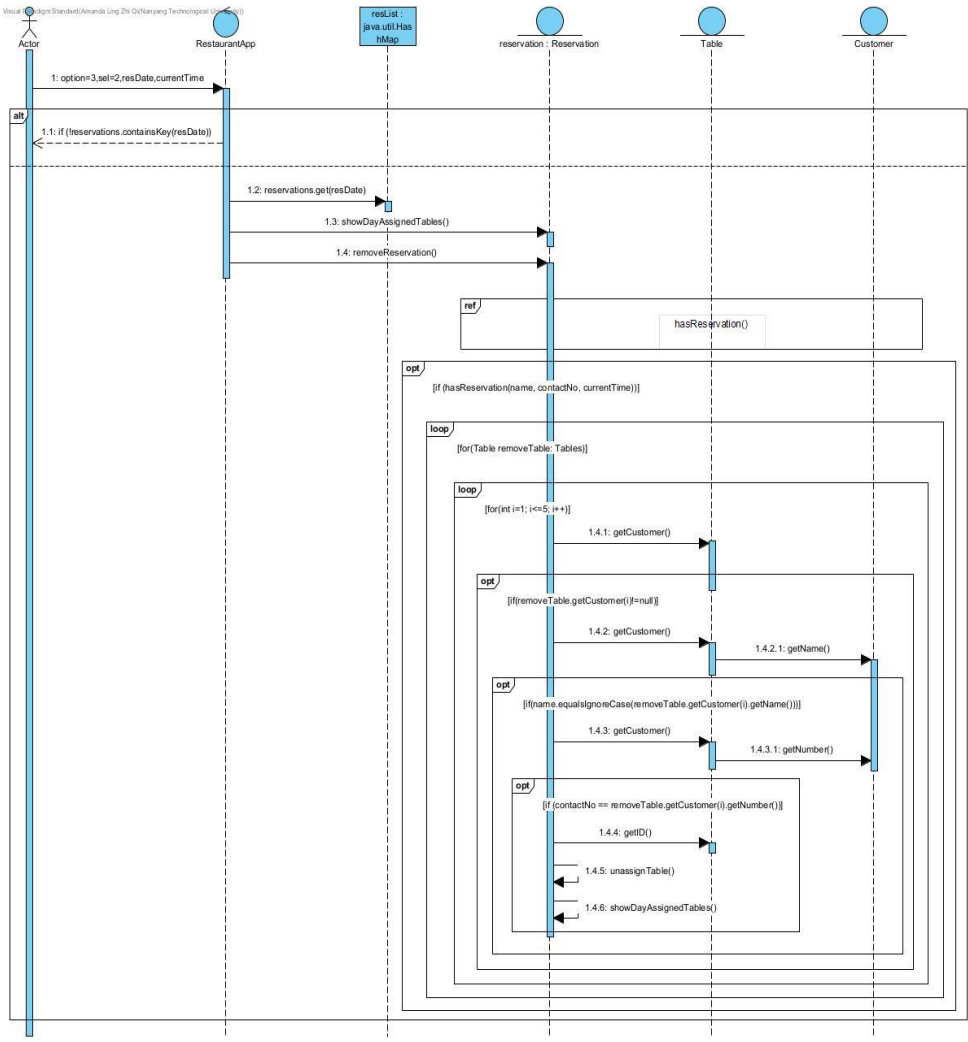 Visual Paradigm Standard(Amanda Ling Zhi Qi(Nanyang Technological University))
Actor
RestaurantApp
resList :
java.util.Has
hMap
reservation : Reservation
Table
Customer
1: option=3,sel=2,resDate,currentTime
alt
1.1: if (!reservations.containsKey(resDate))
1.2: reservations.get(resDate)
1.3: showDayAssignedTables()
1.4: removeReservation()
ref
hasReservation()
opt
[if (hasReservation(name, contactNo, currentTime))]
loop
[for(Table removeTable: Tables)]
loop
[for(int i=1; i<=5; i++)]
1.4.1: getCustomer()
opt
[if(removeTable.getCustomer(i)!=null)]
1.4.2: getCustomer()
1.4.2.1: getName()
opt
[if(name.equalsIgnoreCase(removeTable.getCustomer(i).getName()))]
1.4.3: getCustomer()
1.4.3.1: getNumber()
opt
[if (contactNo == removeTable.getCustomer(i).getNumber())]
1.4.4: getID()
1.4.5: unassignTable()
1.4.6: showDayAssignedTables()